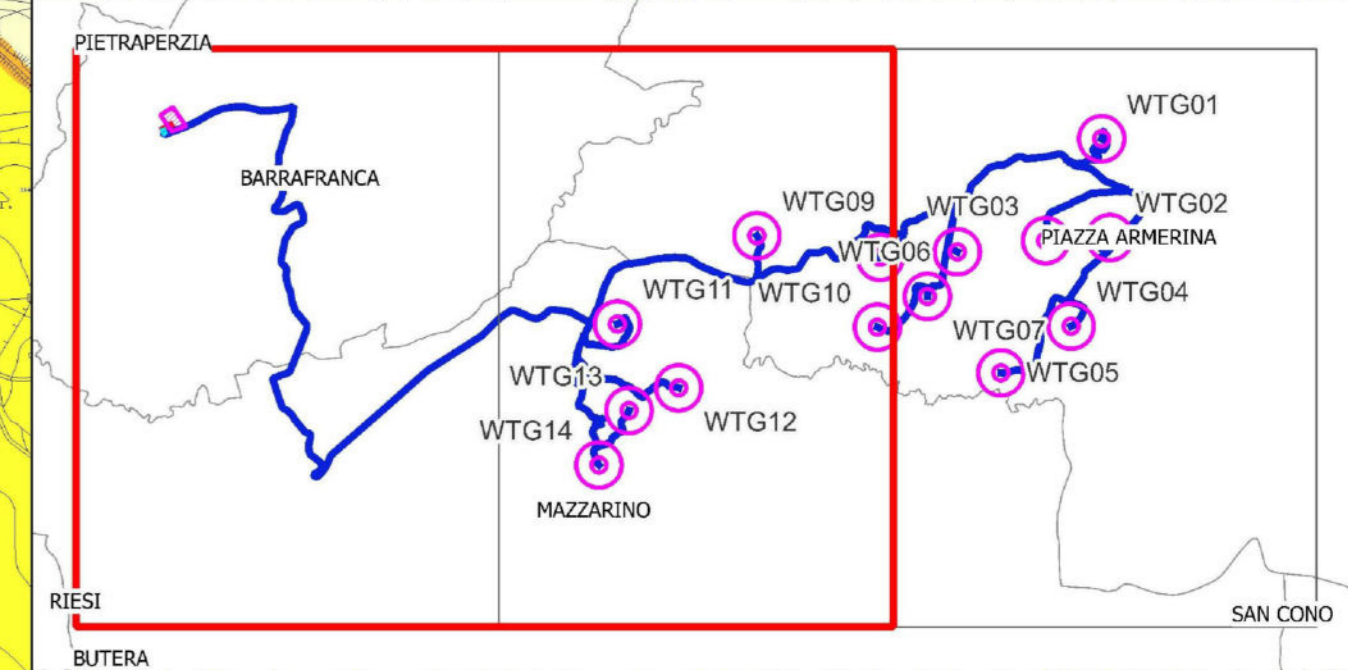 PIETRAPERZIA
WTG01
BARRAFRANCA
WTG09
WTG03
WTG02
PIAZZA ARMERINA
WTG06
WTG11
WTG10
WTG04
WTG07
WTG13
WTG05
WTG12
WTG14
MAZZARINO
RIESI
SAN CONO
BUTERA